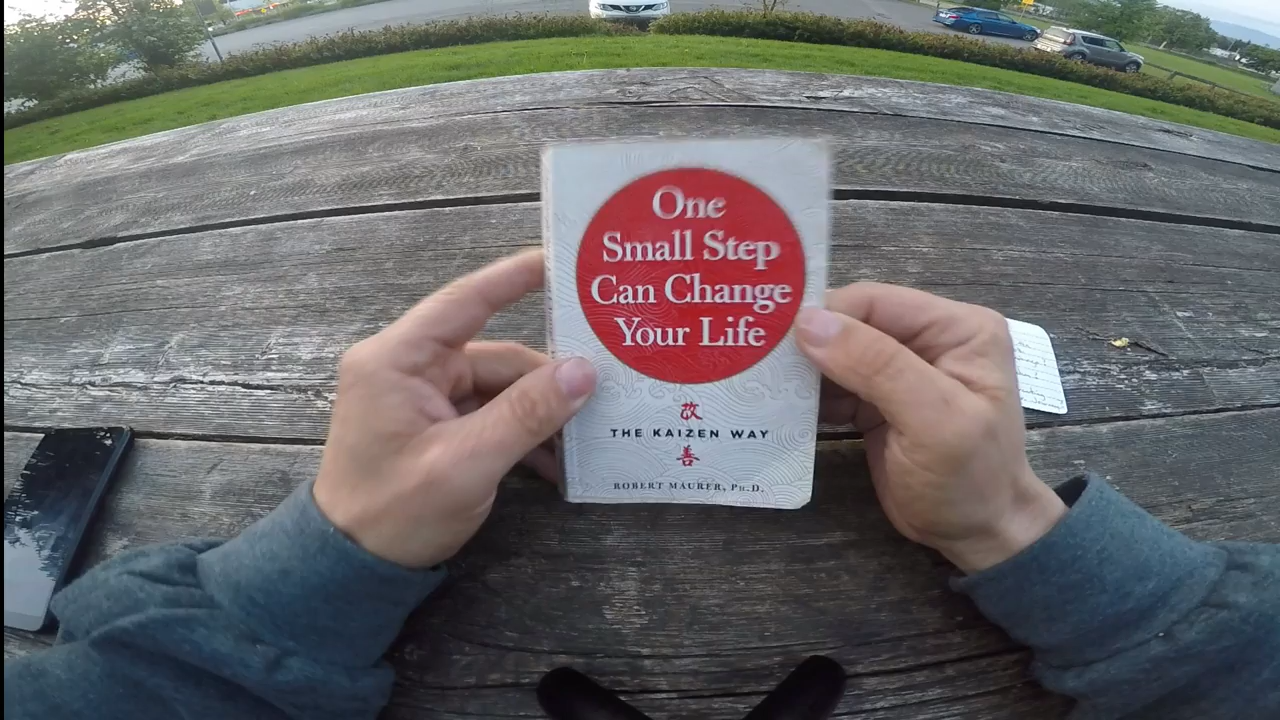 One
Small Step
Can Change
Your Life
改
THE KAIZEN WAY
善
ROBERT MAURER, PH.D.